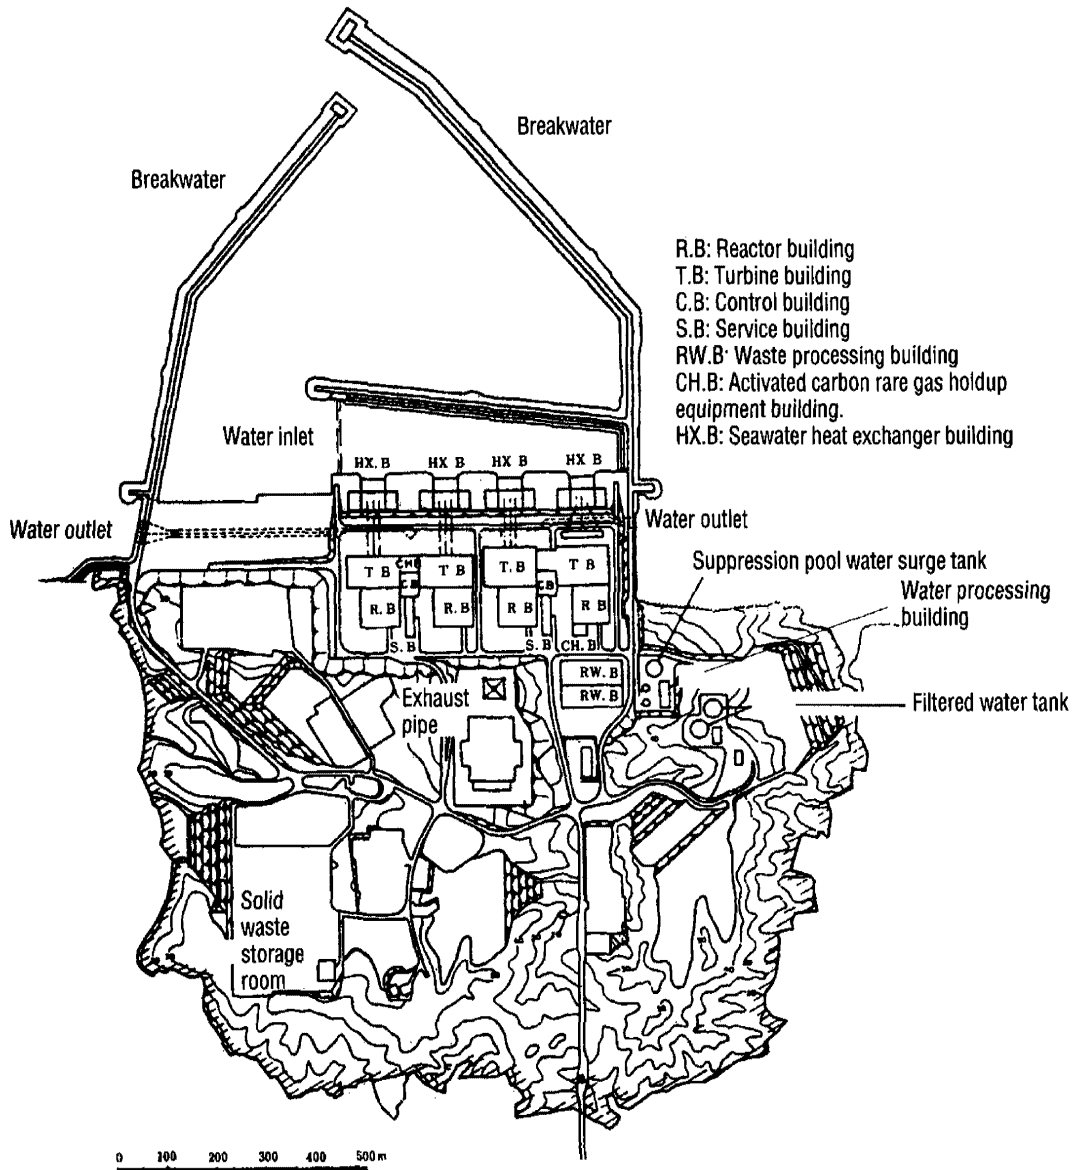 Breakwater
Breakwater
R.B: Reactor building
T.B: Turbine building
C.B: Control building
S.B: Service building
RW.B· Waste processing building
CH.B: Activated carbon rare gas holdup
equipment building.
HX.B: Seawater heat exchanger building
Water inlet
HX. B HX B HX B HX B
Water outlet
Water outlet
Suppression pool water surge tank
Water processing
building
T B T B T. B T B
C B
R. B R. B R B R B
S. B S. B CH. B
RW. B
RW. B
Exhaust
pipe
Filtered water tank
Solid
waste
storage
room
0 100 200 300 400 500 m